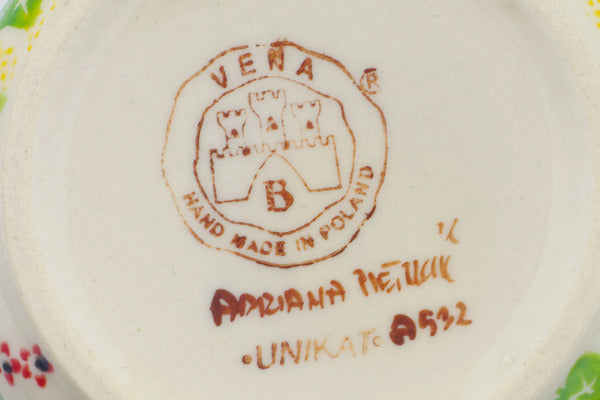 VENA
®
B
HAND MADE IN POLAND
ADRIANA
·UNIKAT· A532